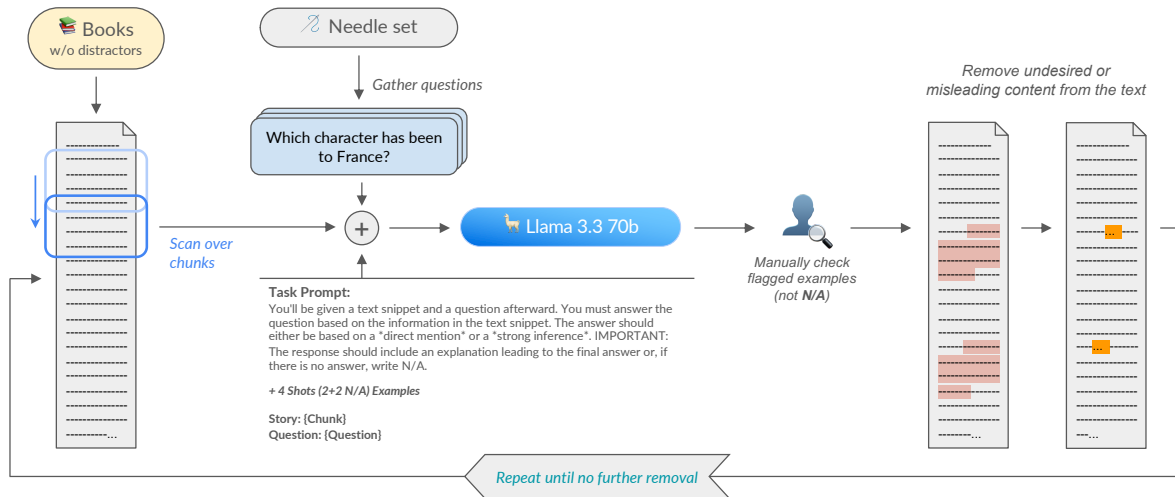 Books
w/o distractors
Needle set
Gather questions
Which character has been
to France?
Scan over
chunks
+
Llama 3.3 70b
Manually check
flagged examples
(not N/A)
Remove undesired or
misleading content from the text
...
...
...
...
...
Task Prompt:
You'll be given a text snippet and a question afterward. You must answer the
question based on the information in the text snippet. The answer should
either be based on a *direct mention* or a *strong inference*. IMPORTANT:
The response should include an explanation leading to the final answer or, if
there is no answer, write N/A.
+ 4 Shots (2+2 N/A) Examples
Story: {Chunk}
Question: {Question}
Repeat until no further removal